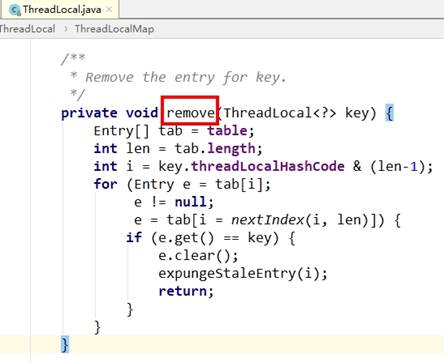 ThreadLocal.java ×
ThreadLocal ThreadLocalMap
/**
 * Remove the entry for key.
 */
private void remove(ThreadLocal<?> key) {
    Entry[] tab = table;
    int len = tab.length;
    int i = key.threadLocalHashCode & (len-1);
    for (Entry e = tab[i];
         e != null;
         e = tab[i = nextIndex(i, len)]) {
        if (e.get() == key) {
            e.clear();
            expungeStaleEntry(i);
            return;
        }
    }
}